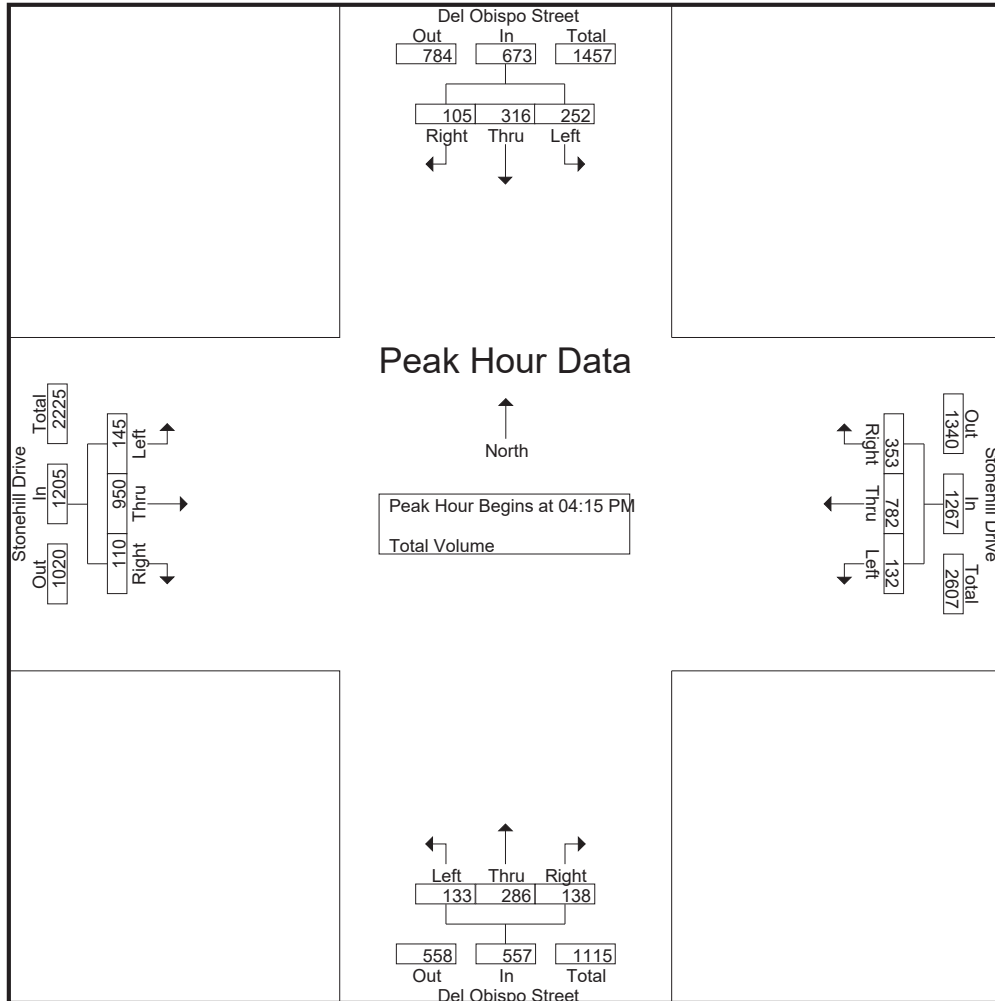 Del Obispo Street
Out In Total
784 673 1457
105 316 252
Right Thru Left
Peak Hour Data
North
Peak Hour Begins at 04:15 PM
Total Volume
Stonehill Drive
Total In Out
2225 1205 1020
145 950 110
Left Thru Right
Stonehill Drive
Out In Total
1340 1267 2607
353 782 132
Right Thru Left
Left Thru Right
133 286 138
558 557 1115
Out In Total
Del Obispo Street